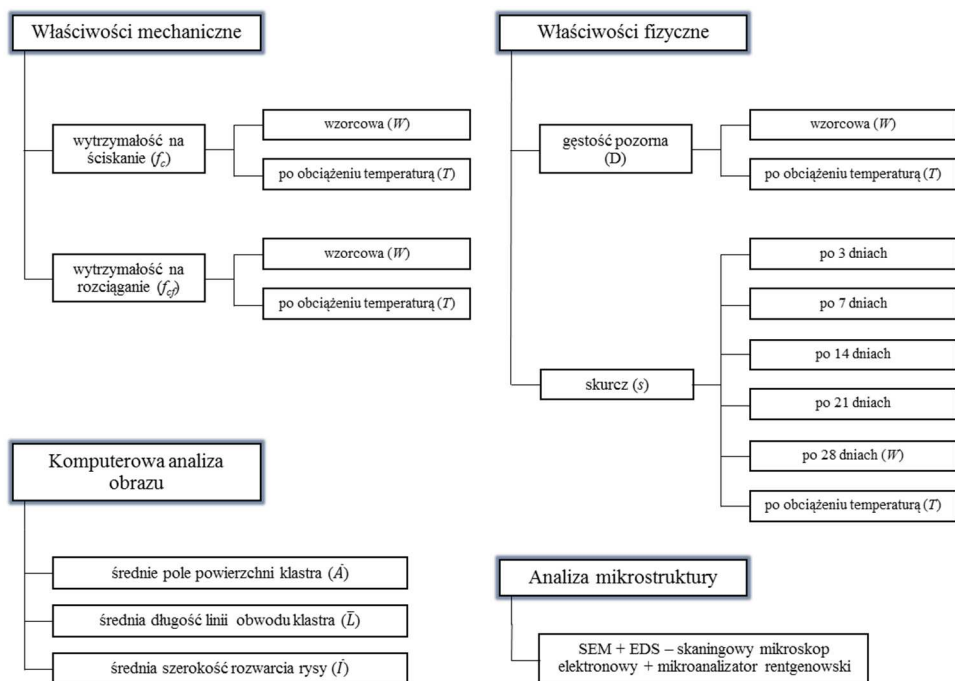 Właściwości mechaniczne
wytrzymałość na
ściskanie (fc)
wzorcowa (W)
po obciążeniu temperaturą (T)
wytrzymałość na
rozciąganie (fcf)
wzorcowa (W)
po obciążeniu temperaturą (T)
Właściwości fizyczne
gęstość pozorna
(D)
wzorcowa (W)
po obciążeniu temperaturą (T)
skurcz (s)
po 3 dniach
po 7 dniach
po 14 dniach
po 21 dniach
po 28 dniach (W)
po obciążeniu temperaturą (T)
Komputerowa analiza
obrazu
średnie pole powierzchni klastra (Ȧ)
średnia długość linii obwodu klastra (L̅)
średnia szerokość rozwarcia rysy (İ)
Analiza mikrostruktury
SEM + EDS – skaningowy mikroskop
elektronowy + mikroanalizator rentgenowski